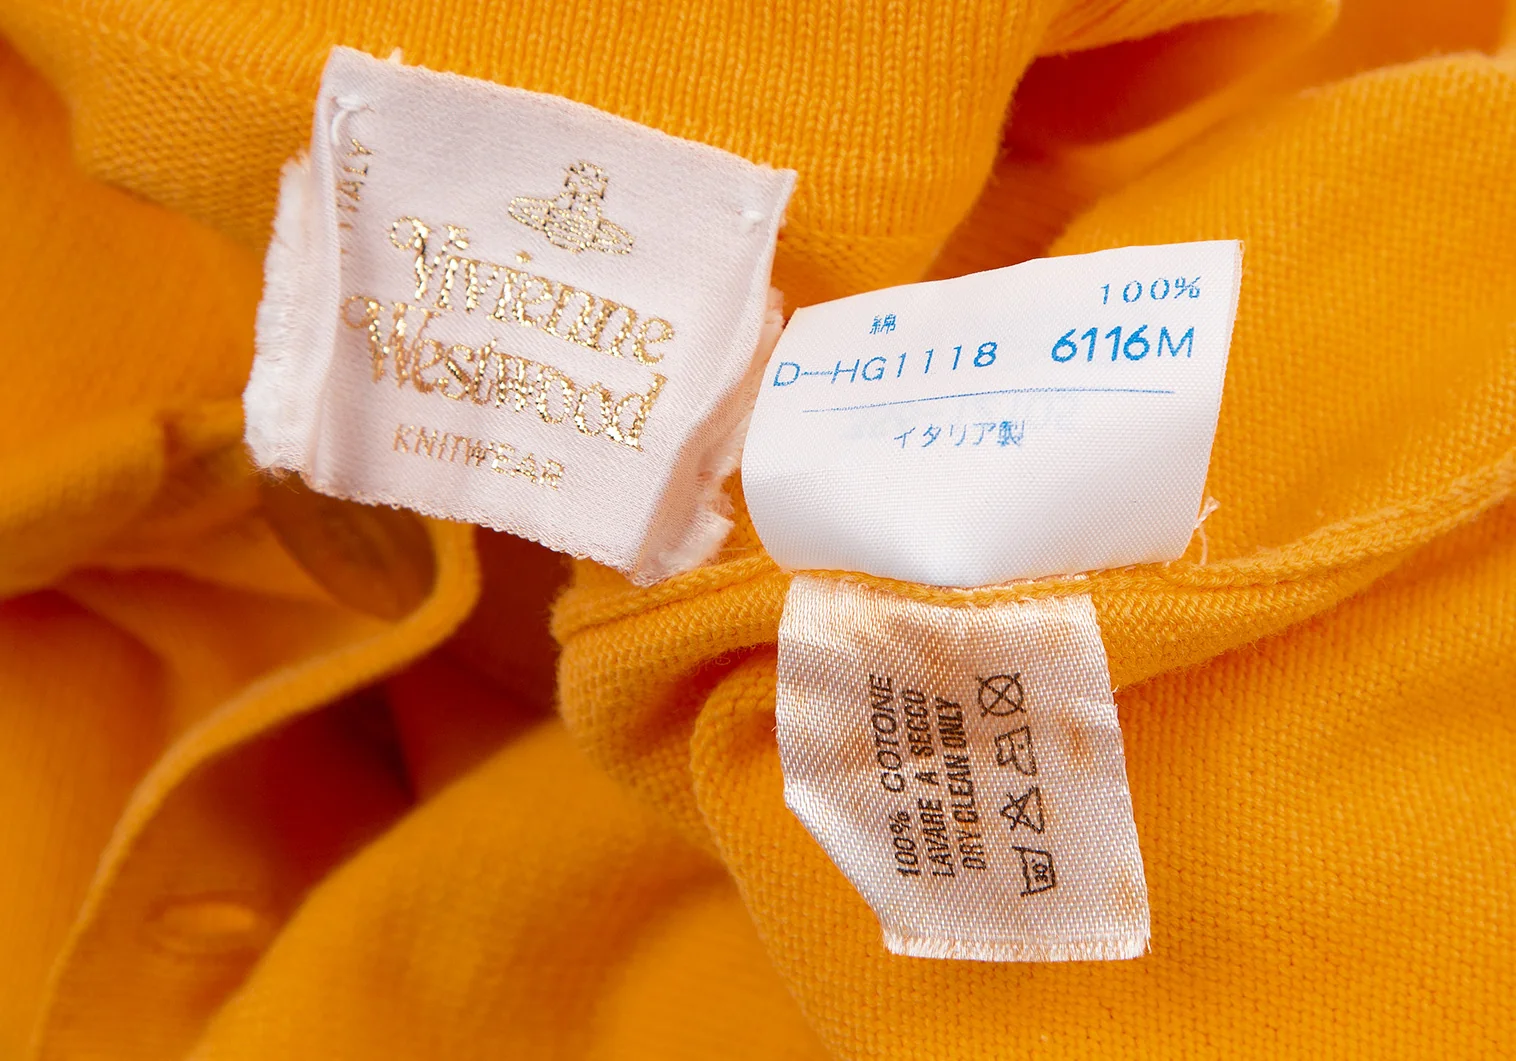 ITALY
Vivienne
Westwood
KNITWEAR
綿 100%
D-HG1118 6116M
イタリア製
100% COTONE
LAVARE A SECCO
DRY CLEAN ONLY
30°